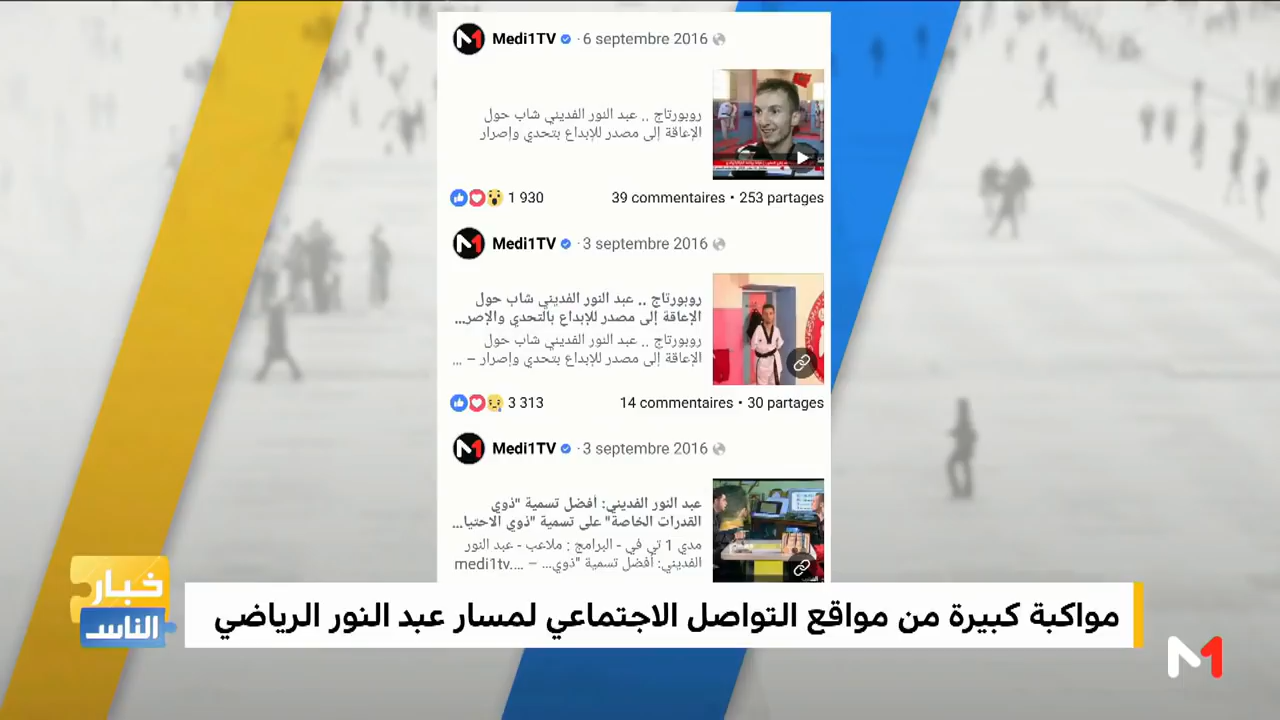 Medi1TV · 6 septembre 2016
روبورتاج .. عبد النور الفديني شاب حول
الإعاقة إلى مصدر للإبداع بتحدي وإصرار
1 930
39 commentaires • 253 partages
Medi1TV · 3 septembre 2016
روبورتاج .. عبد النور الفديني شاب حول
الإعاقة إلى مصدر للإبداع بالتحدي والإصر...
روبورتاج .. عبد النور الفديني شاب حول
الإعاقة إلى مصدر للإبداع بتحدي وإصرار – ...
3 313
14 commentaires • 30 partages
Medi1TV · 3 septembre 2016
عبد النور الفديني: أفضل تسمية "ذوي
القدرات الخاصة" على تسمية "ذوي الاحتيا...
مدي 1 تي في - البرامج : ملاعب - عبد النور
الفديني: أفضل تسمية "ذوي... – medi1tv....
مواكبة كبيرة من مواقع التواصل الاجتماعي لمسار عبد النور الرياضي
خبار
الناس
M1